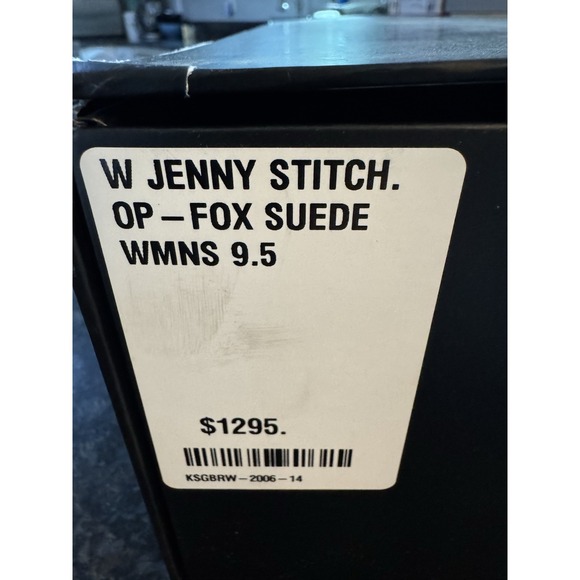 W JENNY STITCH.
OP-FOX SUEDE
WMNS 9.5
$1295.
KSGBRW-2006-14